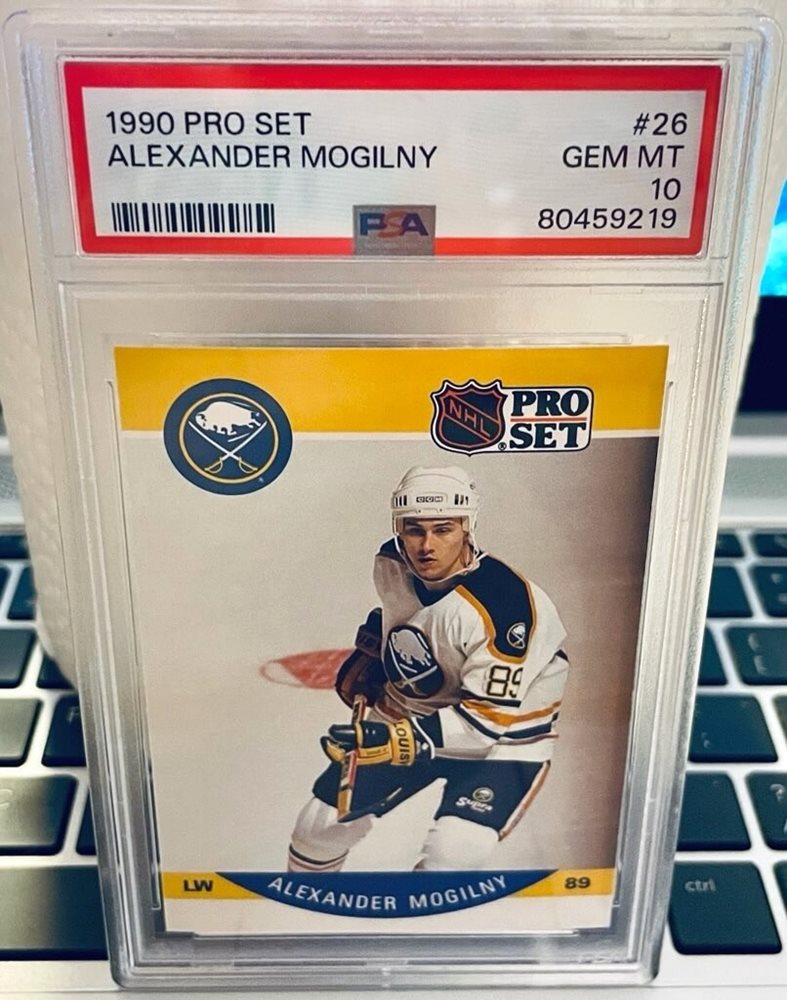 1990 PRO SET #26
ALEXANDER MOGILNY GEM MT
10
PSA 80459219
NHL PRO
SET
CCM
89
LOUIS
Supra
LW ALEXANDER MOGILNY 89
ctrl